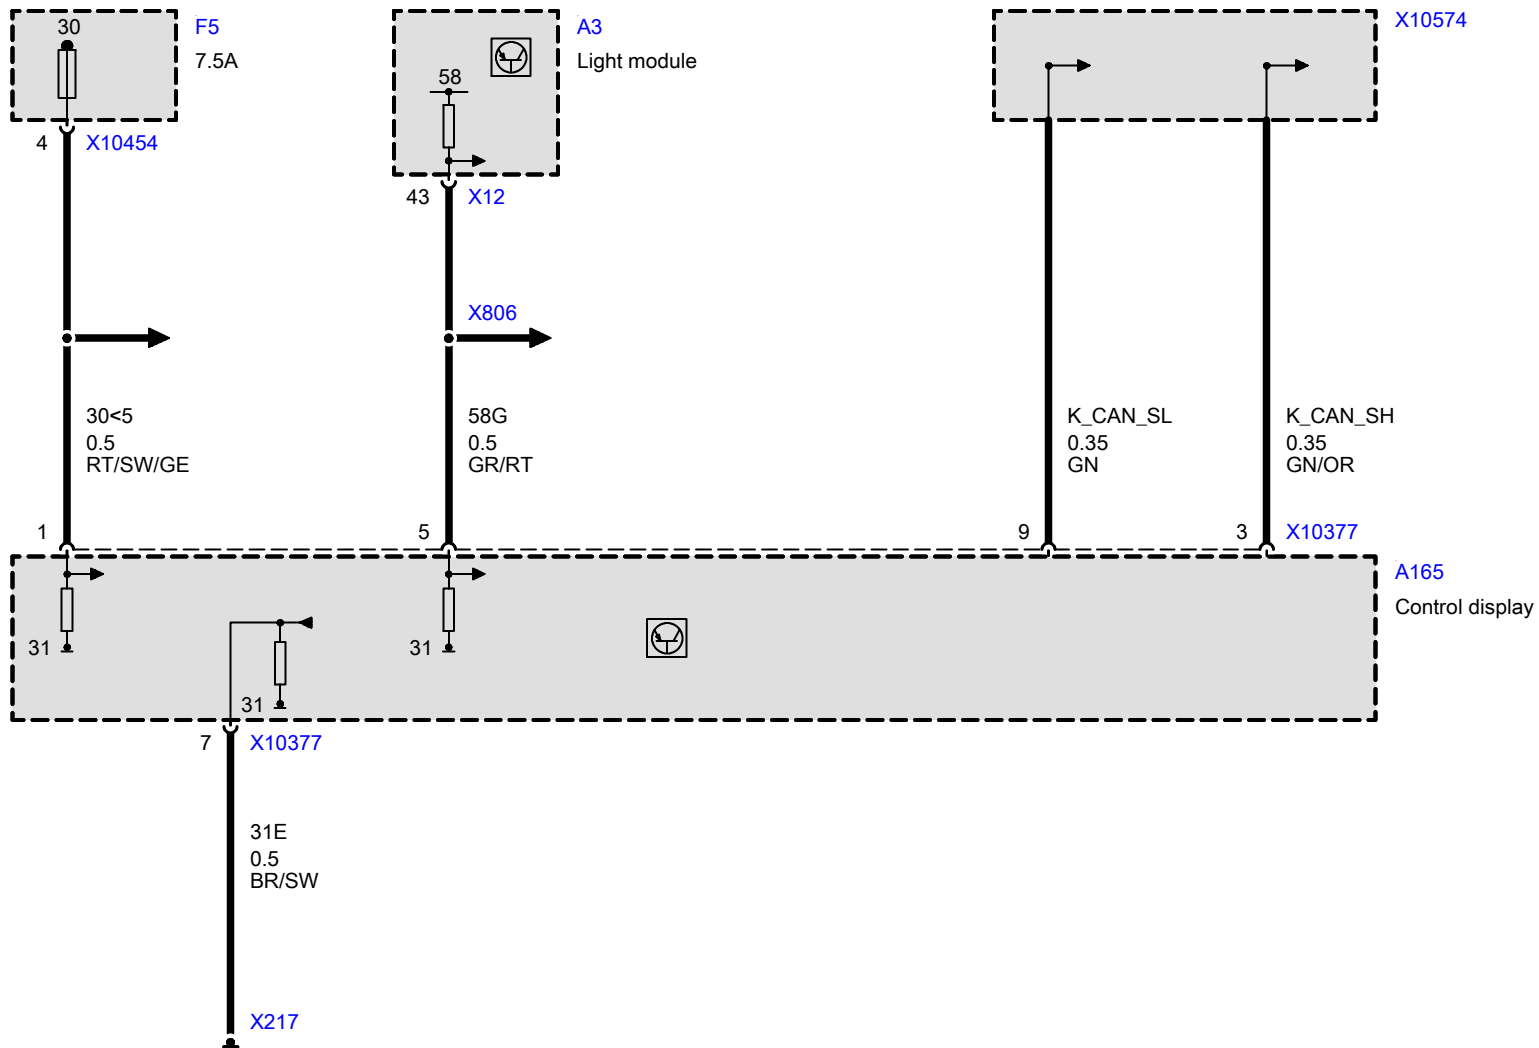 30
F5
7.5A
4
X10454
A3
Light module
58
43
X12
X806
X10574
30<5
0.5
RT/SW/GE
58G
0.5
GR/RT
K_CAN_SL
0.35
GN
K_CAN_SH
0.35
GN/OR
1
5
9
3
X10377
A165
Control display
31
31
31
7
X10377
31E
0.5
BR/SW
X217